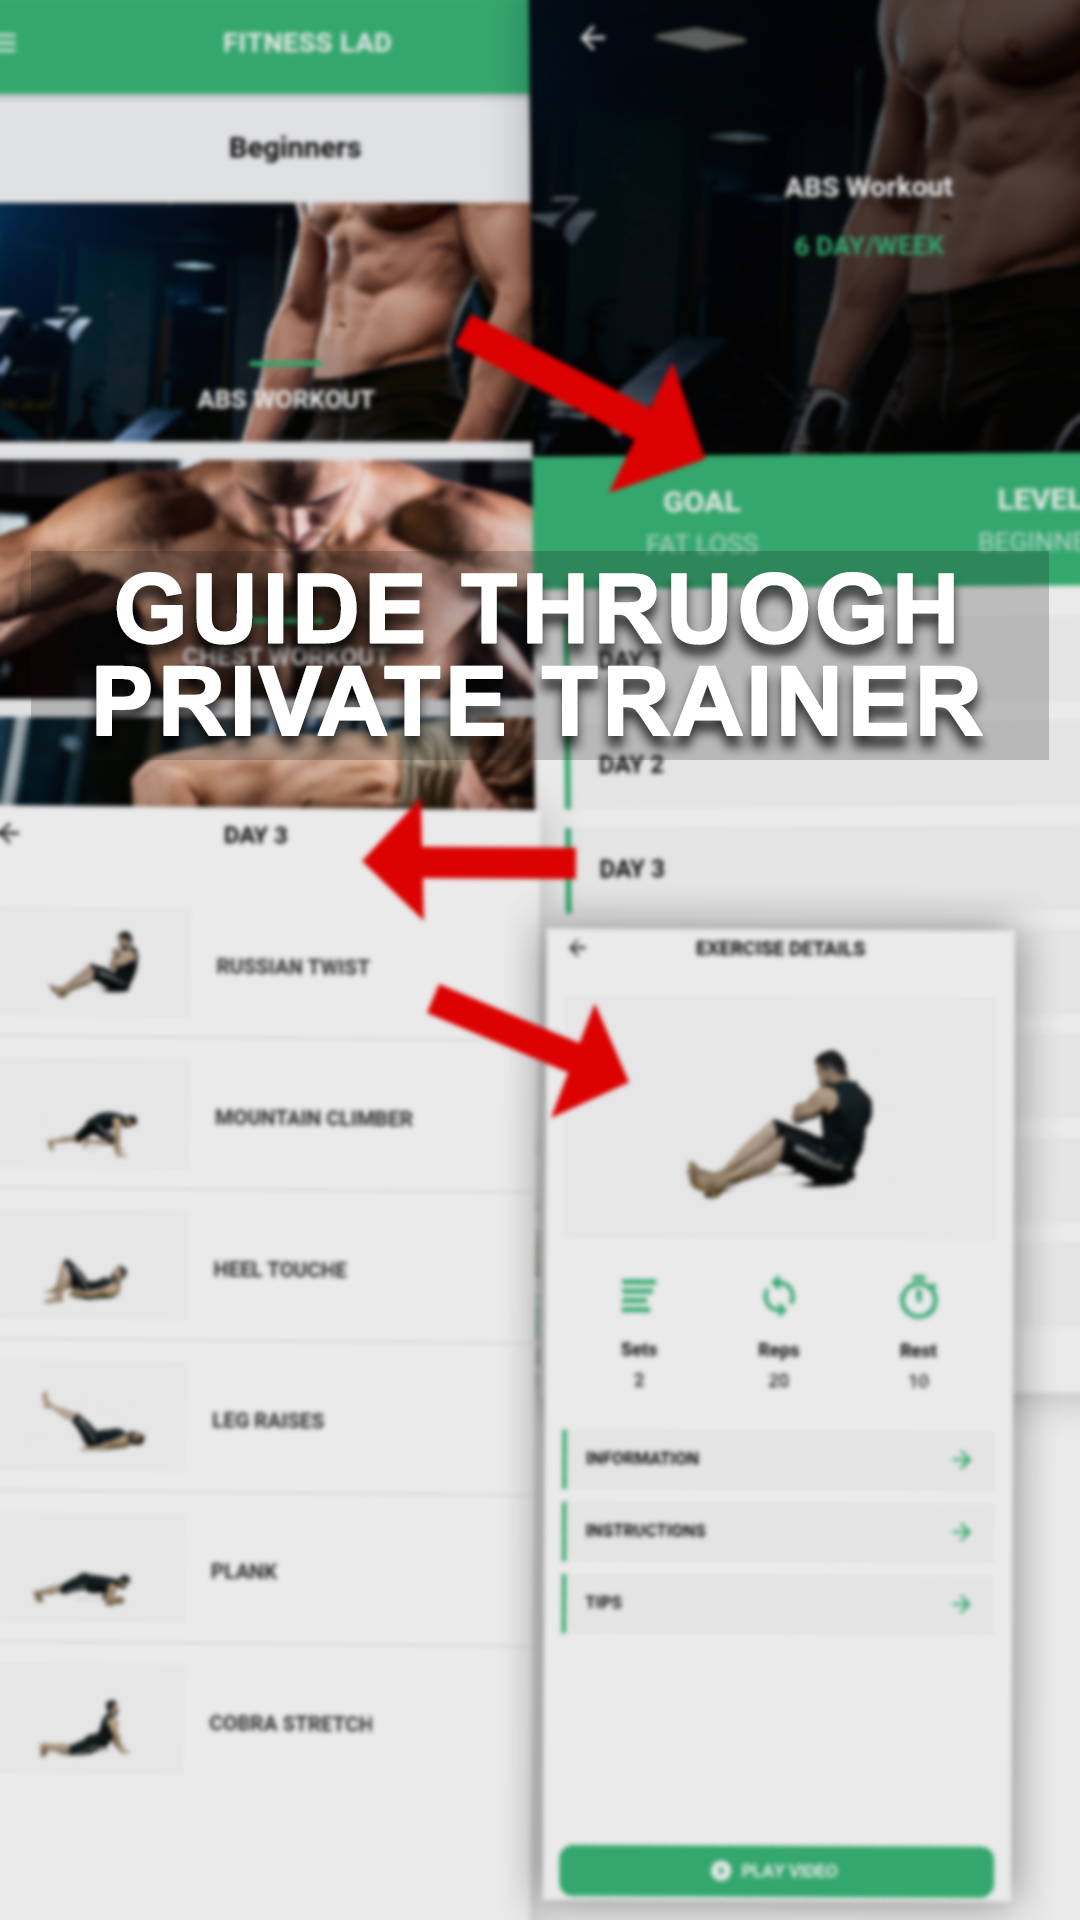 FITNESS LAD
Beginners
ABS WORKOUT
CHEST WORKOUT
ABS Workout
6 DAY/WEEK
GOAL
LEVEL
FAT LOSS
BEGINNE
GUIDE THRUOGH
PRIVATE TRAINER
DAY 1
DAY 2
DAY 3
DAY 3
RUSSIAN TWIST
MOUNTAIN CLIMBER
HEEL TOUCHE
LEG RAISES
PLANK
COBRA STRETCH
EXERCISE DETAILS
Sets
Reps
Rest
2
20
10
INFORMATION
INSTRUCTIONS
TIPS
PLAY VIDEO